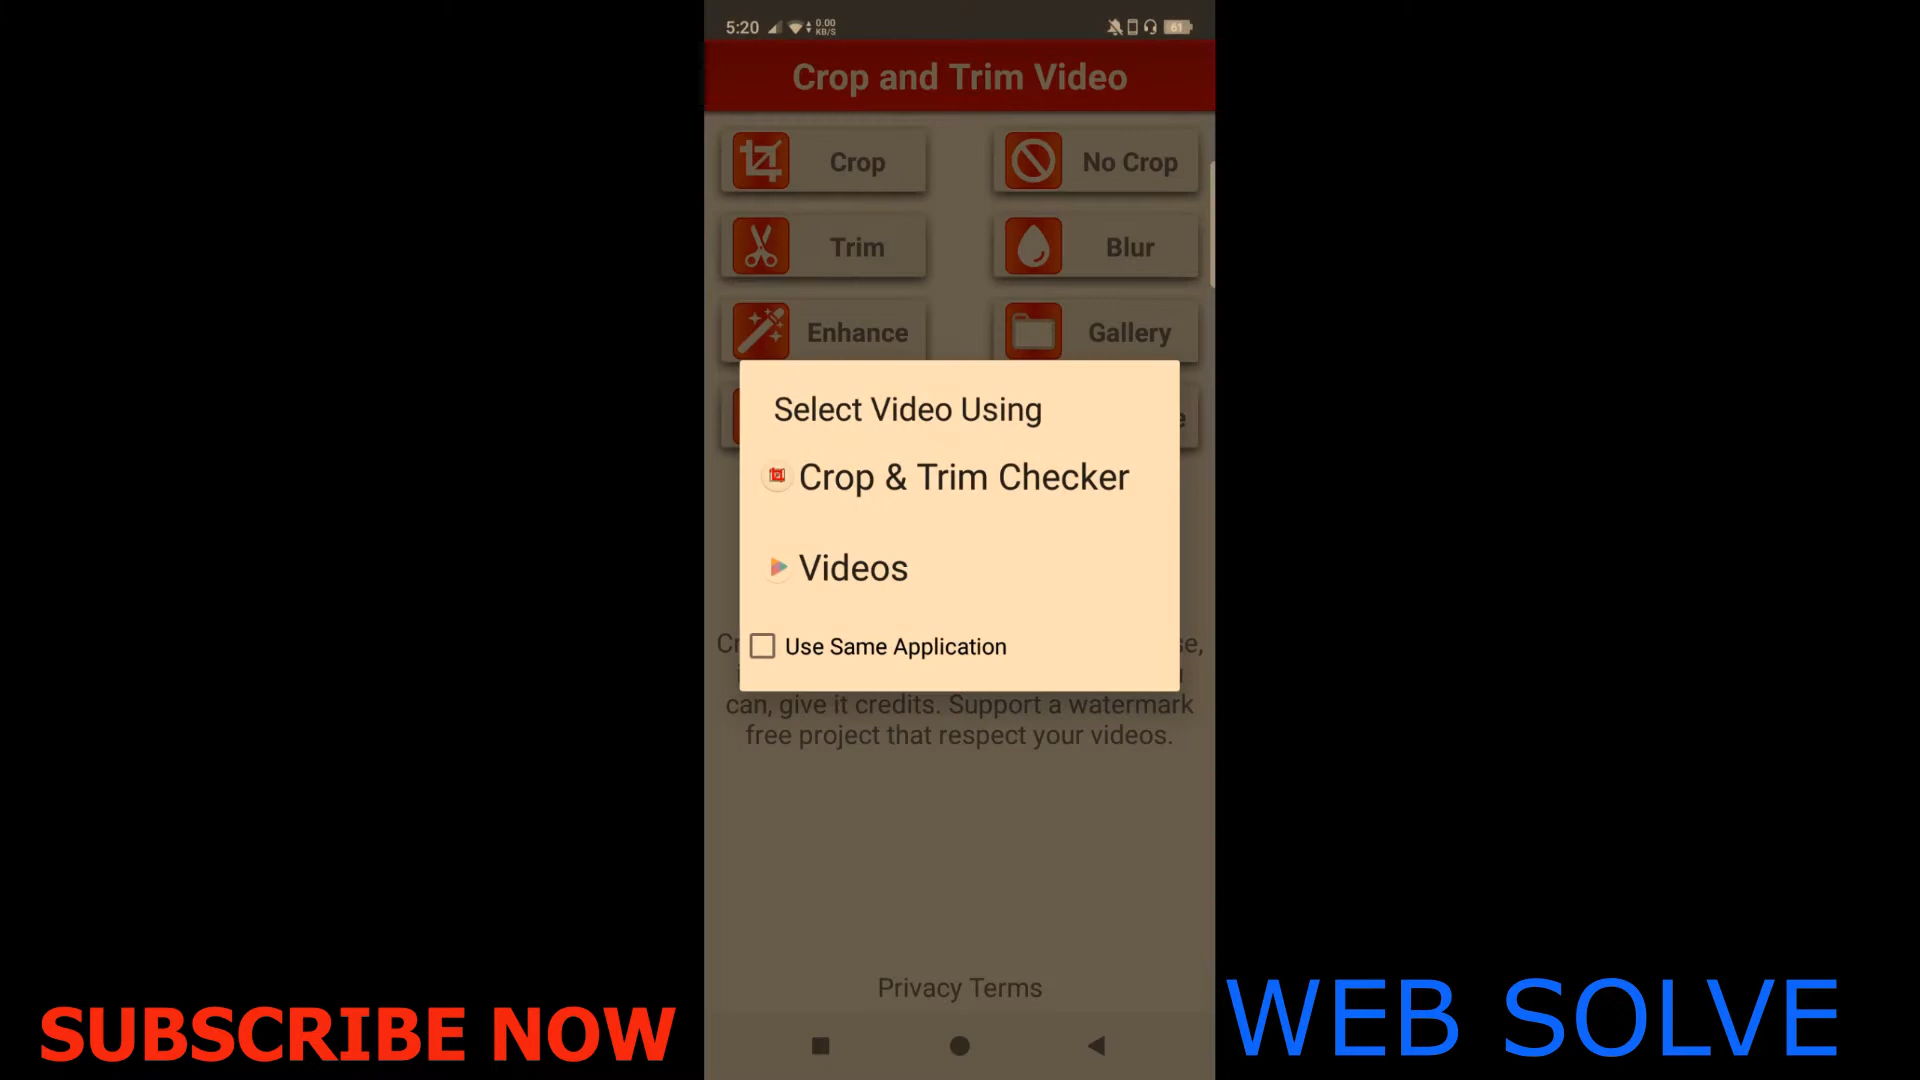 5:20
0.00
KB/S
61
Crop and Trim Video
Crop
No Crop
Trim
Blur
Enhance
Gallery
Select Video Using
Crop & Trim Checker
Videos
Use Same Application
can, give it credits. Support a watermark
free project that respect your videos.
Privacy Terms
SUBSCRIBE NOW
WEB SOLVE